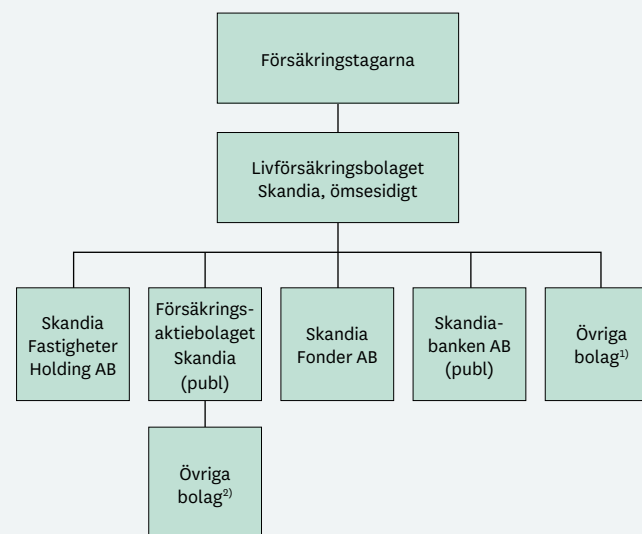 Försäkringstagarna
Livförsäkringsbolaget
Skandia, ömsesidigt
Skandia
Fastigheter
Holding AB
Försäkrings-
aktiebolaget
Skandia
(publ)
Skandia
Fonder AB
Skandia-
banken AB
(publ)
Övriga
bolag¹⁾
Övriga
bolag²⁾